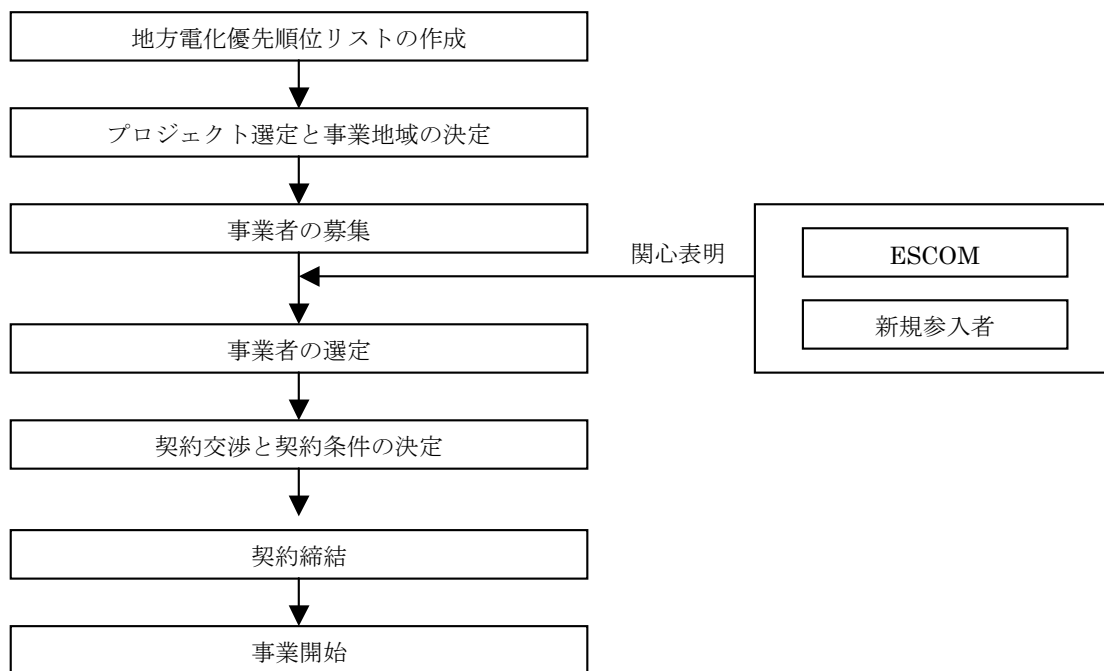 地方電化優先順位リストの作成
プロジェクト選定と事業地域の決定
事業者の募集
関心表明
ESCOM
新規参入者
事業者の選定
契約交渉と契約条件の決定
契約締結
事業開始